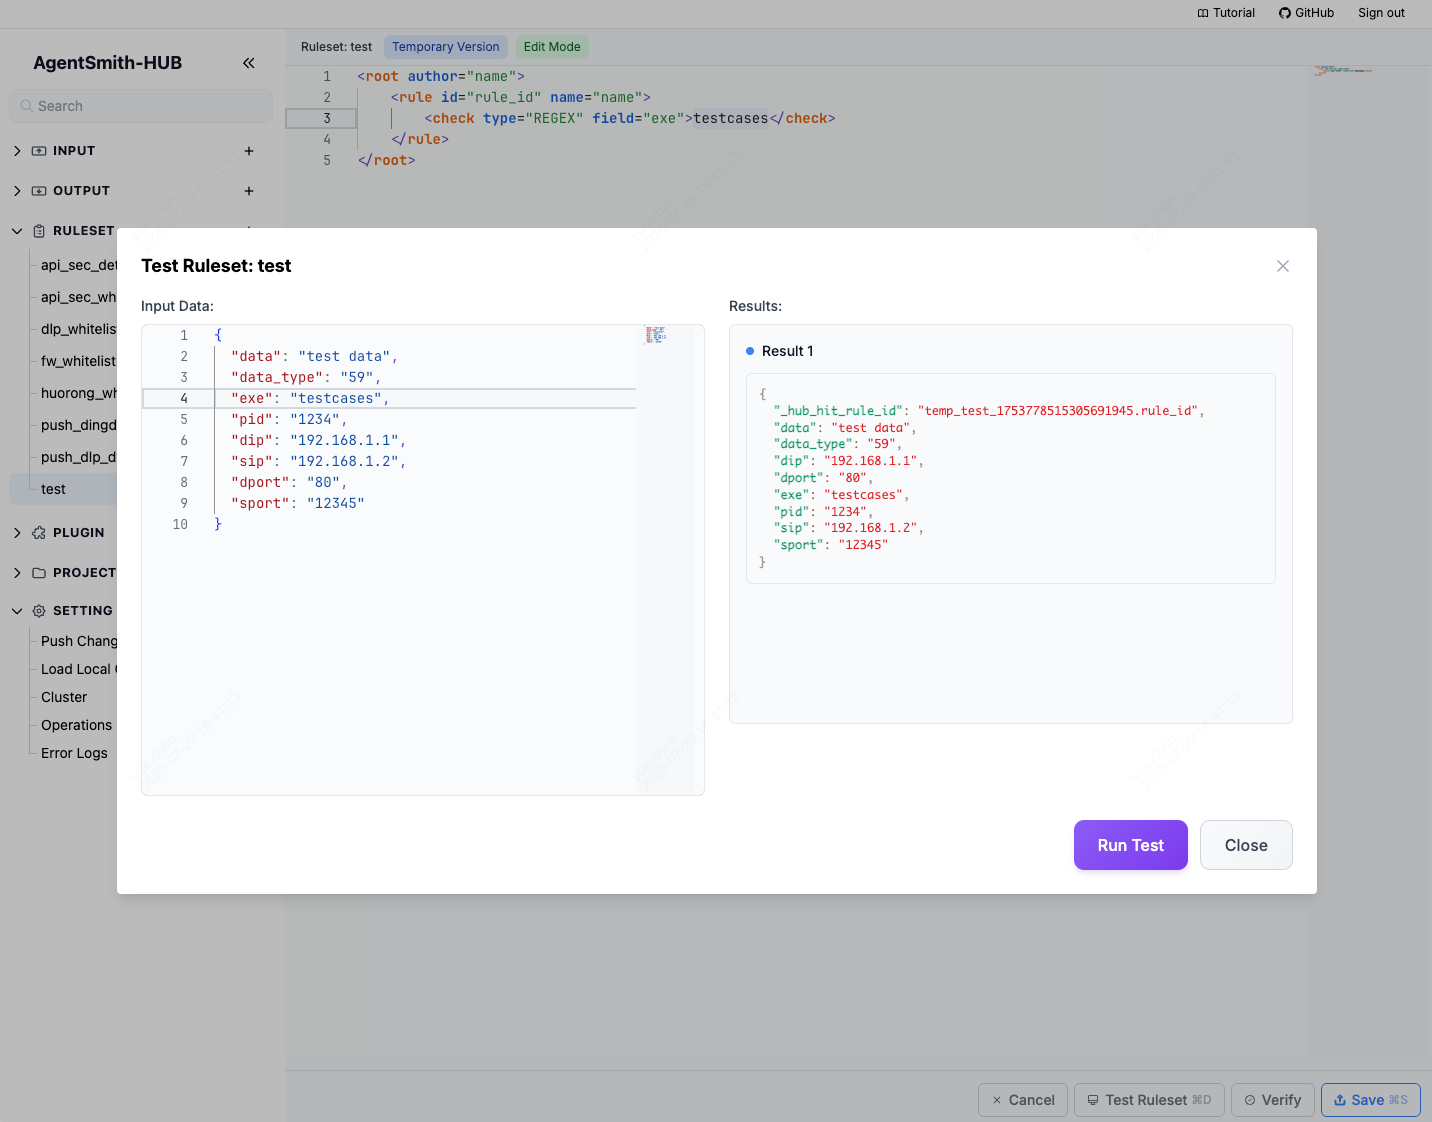 Tutorial GitHub Sign out
AgentSmith-HUB
Search
INPUT
OUTPUT
RULESET
api_sec_de
api_sec_wh
dlp_whitelis
fw_whitelist
huorong_wh
push_dingd
push_dlp_d
test
PLUGIN
PROJECT
SETTING
Push Chang
Load Local
Cluster
Operations
Error Logs
Ruleset: test Temporary Version Edit Mode
1 <root author="name">
2 <rule id="rule_id" name="name">
3 <check type="REGEX" field="exe">testcases</check>
4 </rule>
5 </root>
Test Ruleset: test
Input Data:
1 {
2 "data": "test data",
3 "data_type": "59",
4 "exe": "testcases",
5 "pid": "1234",
6 "dip": "192.168.1.1",
7 "sip": "192.168.1.2",
8 "dport": "80",
9 "sport": "12345"
10 }
Results:
Result 1
{
"_hub_hit_rule_id": "temp_test_1753778515305691945.rule_id",
"data": "test data",
"data_type": "59",
"dip": "192.168.1.1",
"dport": "80",
"exe": "testcases",
"pid": "1234",
"sip": "192.168.1.2",
"sport": "12345"
}
Run Test Close
Cancel Test Ruleset ⌘D Verify Save ⌘S